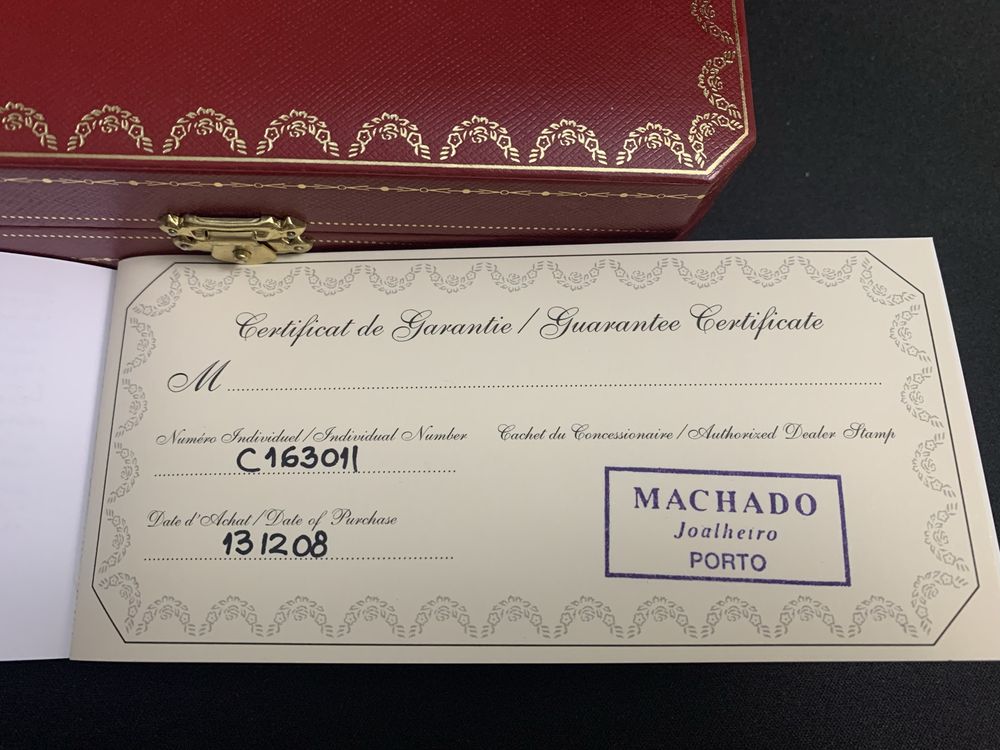 Certificat de Garantie / Guarantee Certificate
M
Numéro Individuel / Individual Number
C163011
Cachet du Concessionaire / Authorized Dealer Stamp
Date d'Achat / Date of Purchase
131208
MACHADO
Joalheiro
PORTO